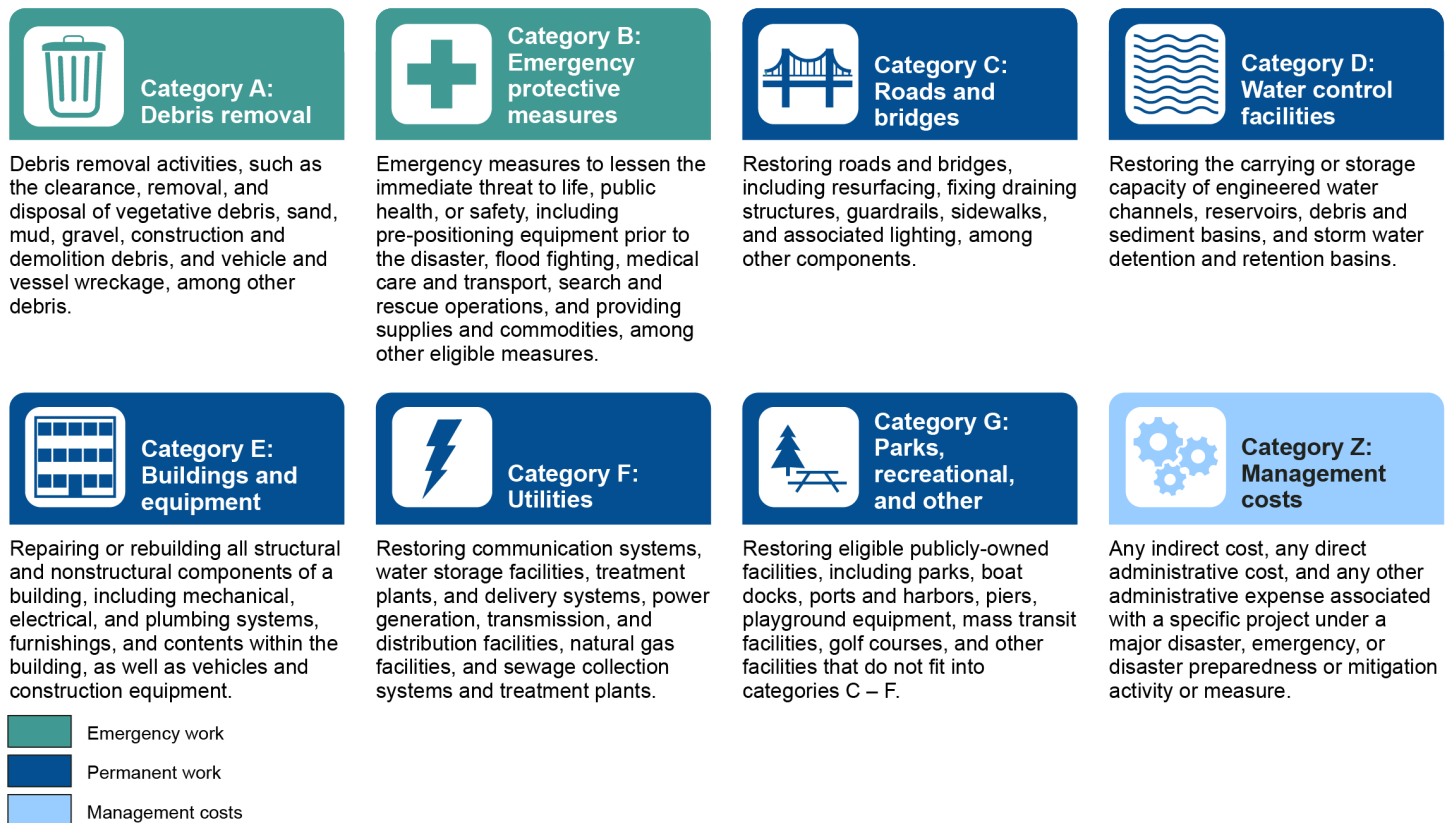 Category A:
Debris removal
Debris removal activities, such as
the clearance, removal, and
disposal of vegetative debris, sand,
mud, gravel, construction and
demolition debris, and vehicle and
vessel wreckage, among other
debris.
Category B:
Emergency
protective
measures
Emergency measures to lessen the
immediate threat to life, public
health, or safety, including
pre-positioning equipment prior to
the disaster, flood fighting, medical
care and transport, search and
rescue operations, and providing
supplies and commodities, among
other eligible measures.
Category C:
Roads and
bridges
Restoring roads and bridges,
including resurfacing, fixing draining
structures, guardrails, sidewalks,
and associated lighting, among
other components.
Category D:
Water control
facilities
Restoring the carrying or storage
capacity of engineered water
channels, reservoirs, debris and
sediment basins, and storm water
detention and retention basins.
Category E:
Buildings and
equipment
Repairing or rebuilding all structural
and nonstructural components of a
building, including mechanical,
electrical, and plumbing systems,
furnishings, and contents within the
building, as well as vehicles and
construction equipment.
Category F:
Utilities
Restoring communication systems,
water storage facilities, treatment
plants, and delivery systems, power
generation, transmission, and
distribution facilities, natural gas
facilities, and sewage collection
systems and treatment plants.
Category G:
Parks,
recreational,
and other
Restoring eligible publicly-owned
facilities, including parks, boat
docks, ports and harbors, piers,
playground equipment, mass transit
facilities, golf courses, and other
facilities that do not fit into
categories C – F.
Category Z:
Management
costs
Any indirect cost, any direct
administrative cost, and any other
administrative expense associated
with a specific project under a
major disaster, emergency, or
disaster preparedness or mitigation
activity or measure.
Emergency work
Permanent work
Management costs